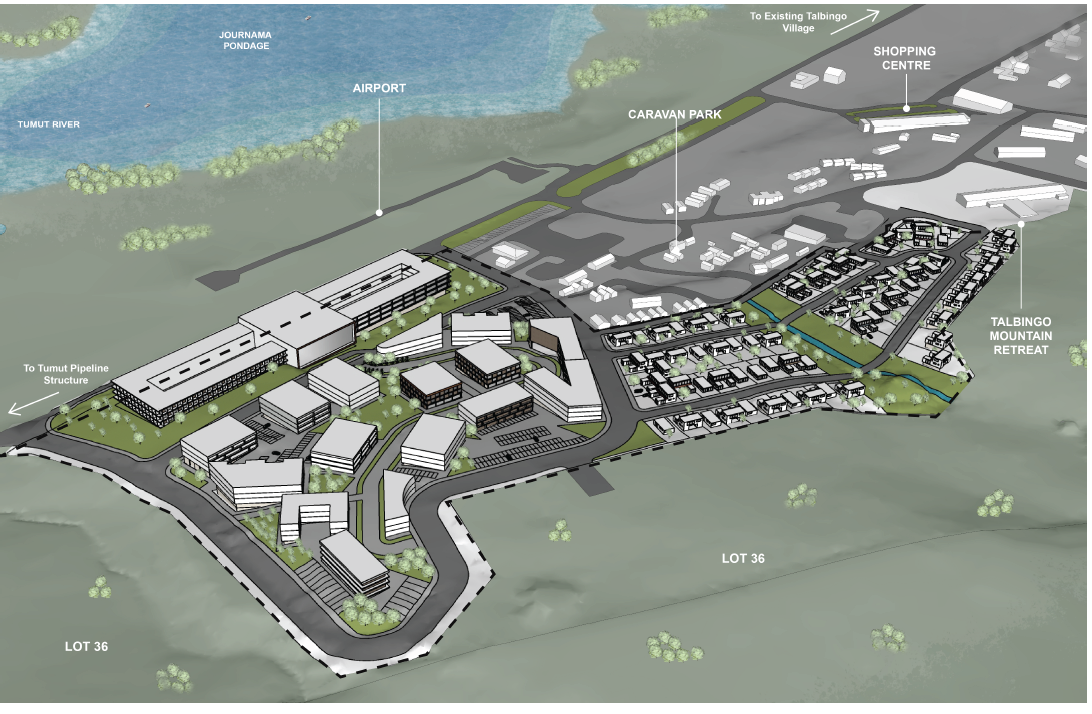 JOURNAMA
PONDAGE
To Existing Talbingo
Village
SHOPPING
CENTRE
AIRPORT
CARAVAN PARK
TUMUT RIVER
TALBINGO
MOUNTAIN
RETREAT
To Tumut Pipeline
Structure
LOT 36
LOT 36